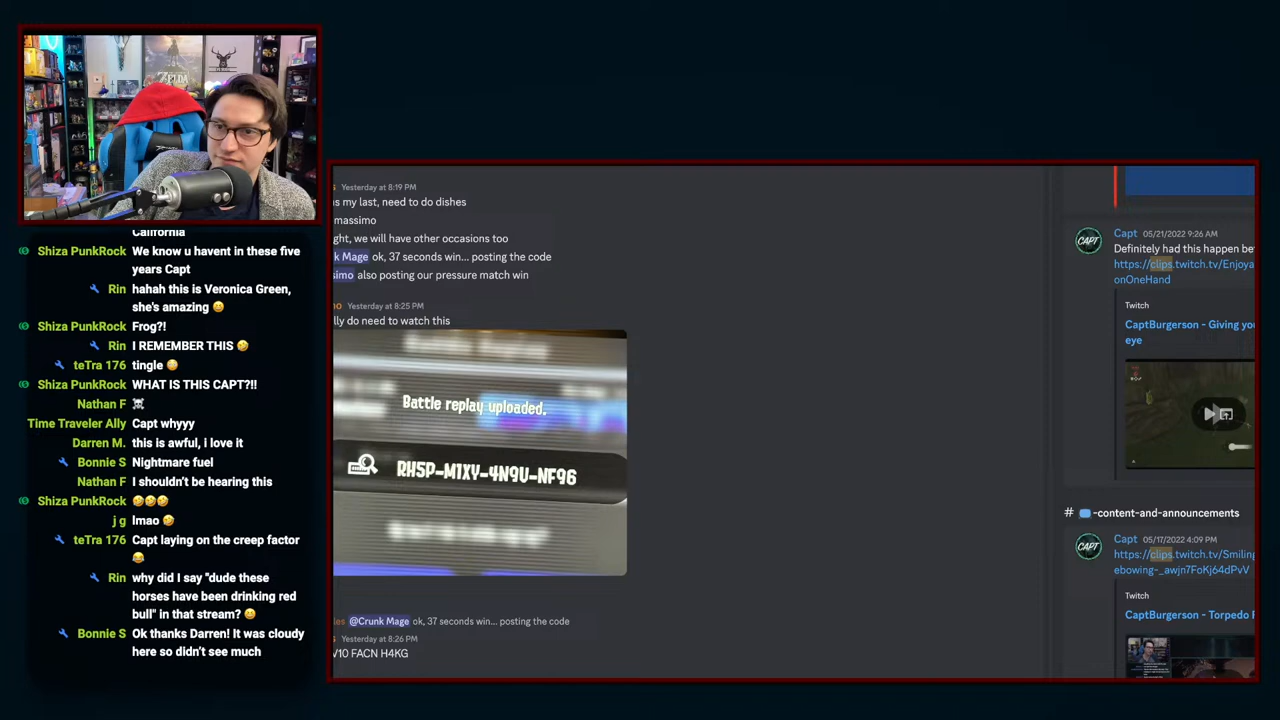 ZELDA
California
Shiza PunkRock We know u havent in these five
years Capt
Rin hahah this is Veronica Green,
she's amazing 😄
Shiza PunkRock Frog?!
Rin I REMEMBER THIS 🤣
teTra 176 tingle 😳
Shiza PunkRock WHAT IS THIS CAPT?!!
Nathan F ☠️
Time Traveler Ally Capt whyyy
Darren M. this is awful, i love it
Bonnie S Nightmare fuel
Nathan F I shouldn't be hearing this
Shiza PunkRock 🤣🤣🤣
j g lmao 🤣
teTra 176 Capt laying on the creep factor
😂
Rin why did I say "dude these
horses have been drinking red
bull" in that stream? 😄
Bonnie S Ok thanks Darren! It was cloudy
here so didn't see much
Yesterday at 8:19 PM
s my last, need to do dishes
massimo
ght, we will have other occasions too
k Mage ok, 37 seconds win... posting the code
simo also posting our pressure match win
Yesterday at 8:25 PM
lly do need to watch this
Battle replay uploaded.
RH5P-M1XY-4N9U-NF96
les @Crunk Mage ok, 37 seconds win... posting the code
Yesterday at 8:26 PM
V10 FACN H4KG
CAPT
Capt 05/21/2022 9:26 AM
Definitely had this happen be
https://clips.twitch.tv/Enjoya
onOneHand
Twitch
CaptBurgerson - Giving you
eye
# -content-and-announcements
CAPT
Capt 05/17/2022 4:09 PM
https://clips.twitch.tv/Smiling
ebowing-_awjn7FoKj64dPvV
Twitch
CaptBurgerson - Torpedo F